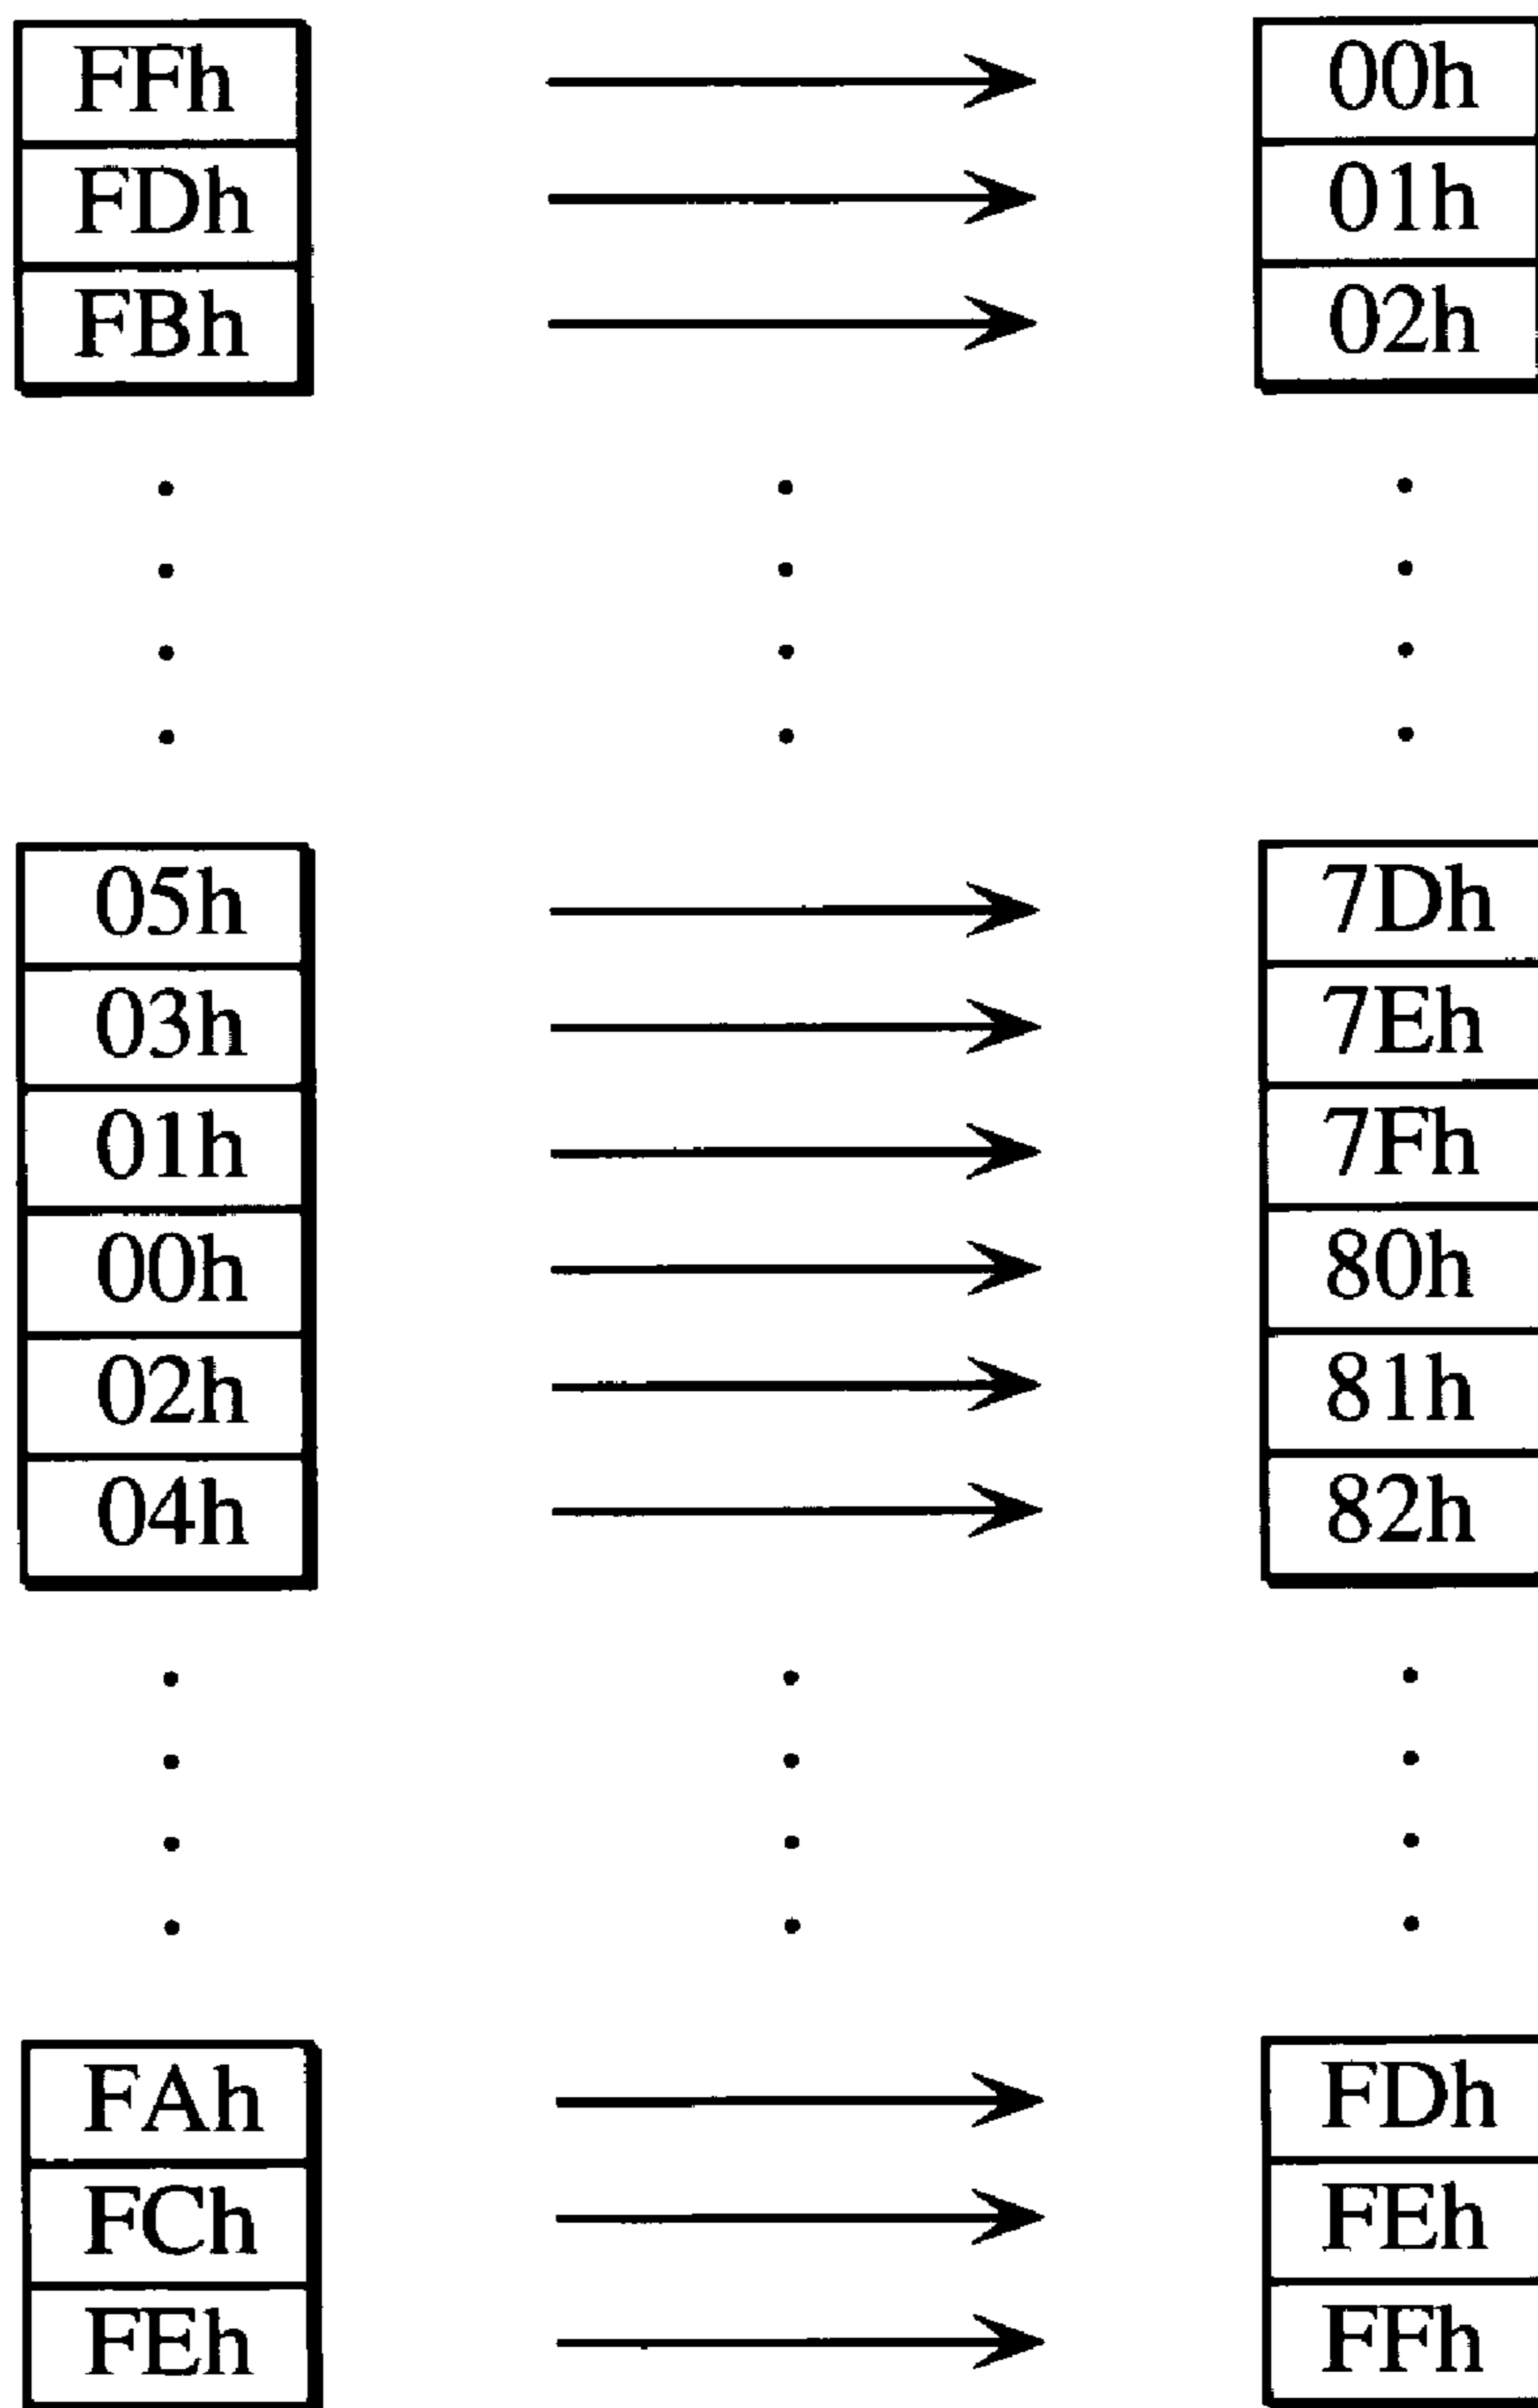 FFh 00h
FDh 01h
FBh 02h
05h 7Dh
03h 7Eh
01h 7Fh
00h 80h
02h 81h
04h 82h
FAh FDh
FCh FEh
FEh FFh